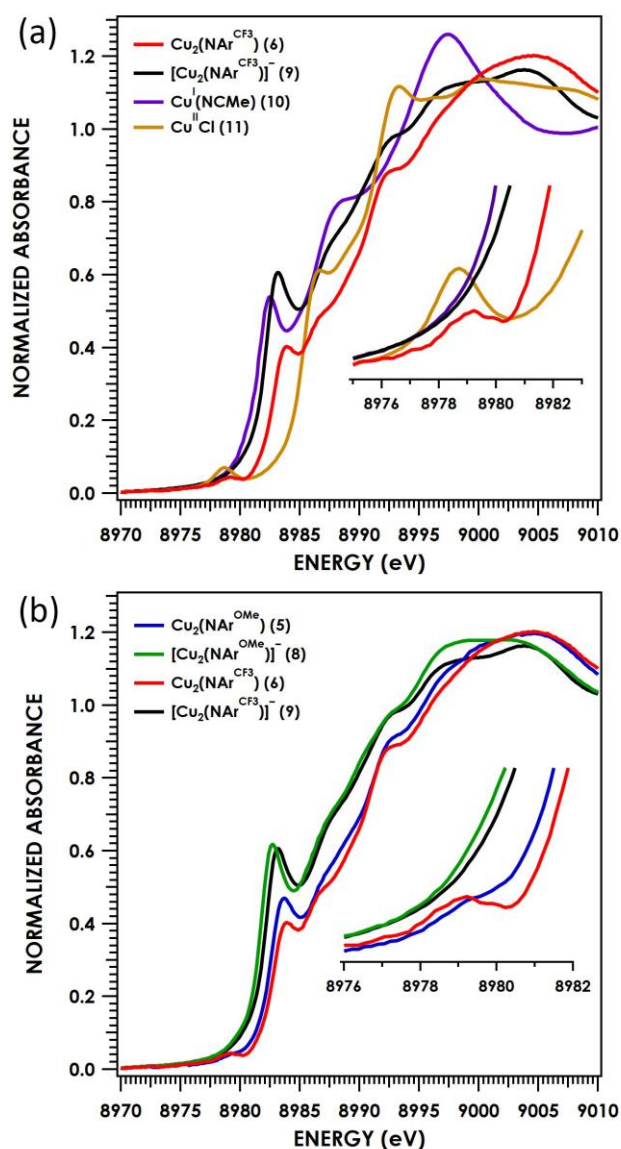 (a)
Cu₂(NArᶜᶠ³) (6)
[Cu₂(NArᶜᶠ³)]⁻ (9)
Cuᴵ(NCMe) (10)
CuᴵᴵCl (11)
1.2
1.0
0.8
0.6
0.4
0.2
0.0
NORMALIZED ABSORBANCE
8976 8978 8980 8982
8970 8975 8980 8985 8990 8995 9000 9005 9010
ENERGY (eV)
(b)
Cu₂(NArᴼᴹᵉ) (5)
[Cu₂(NArᴼᴹᵉ)]⁻ (8)
Cu₂(NArᶜᶠ³) (6)
[Cu₂(NArᶜᶠ³)]⁻ (9)
1.2
1.0
0.8
0.6
0.4
0.2
0.0
NORMALIZED ABSORBANCE
8976 8978 8980 8982
8970 8975 8980 8985 8990 8995 9000 9005 9010
ENERGY (eV)